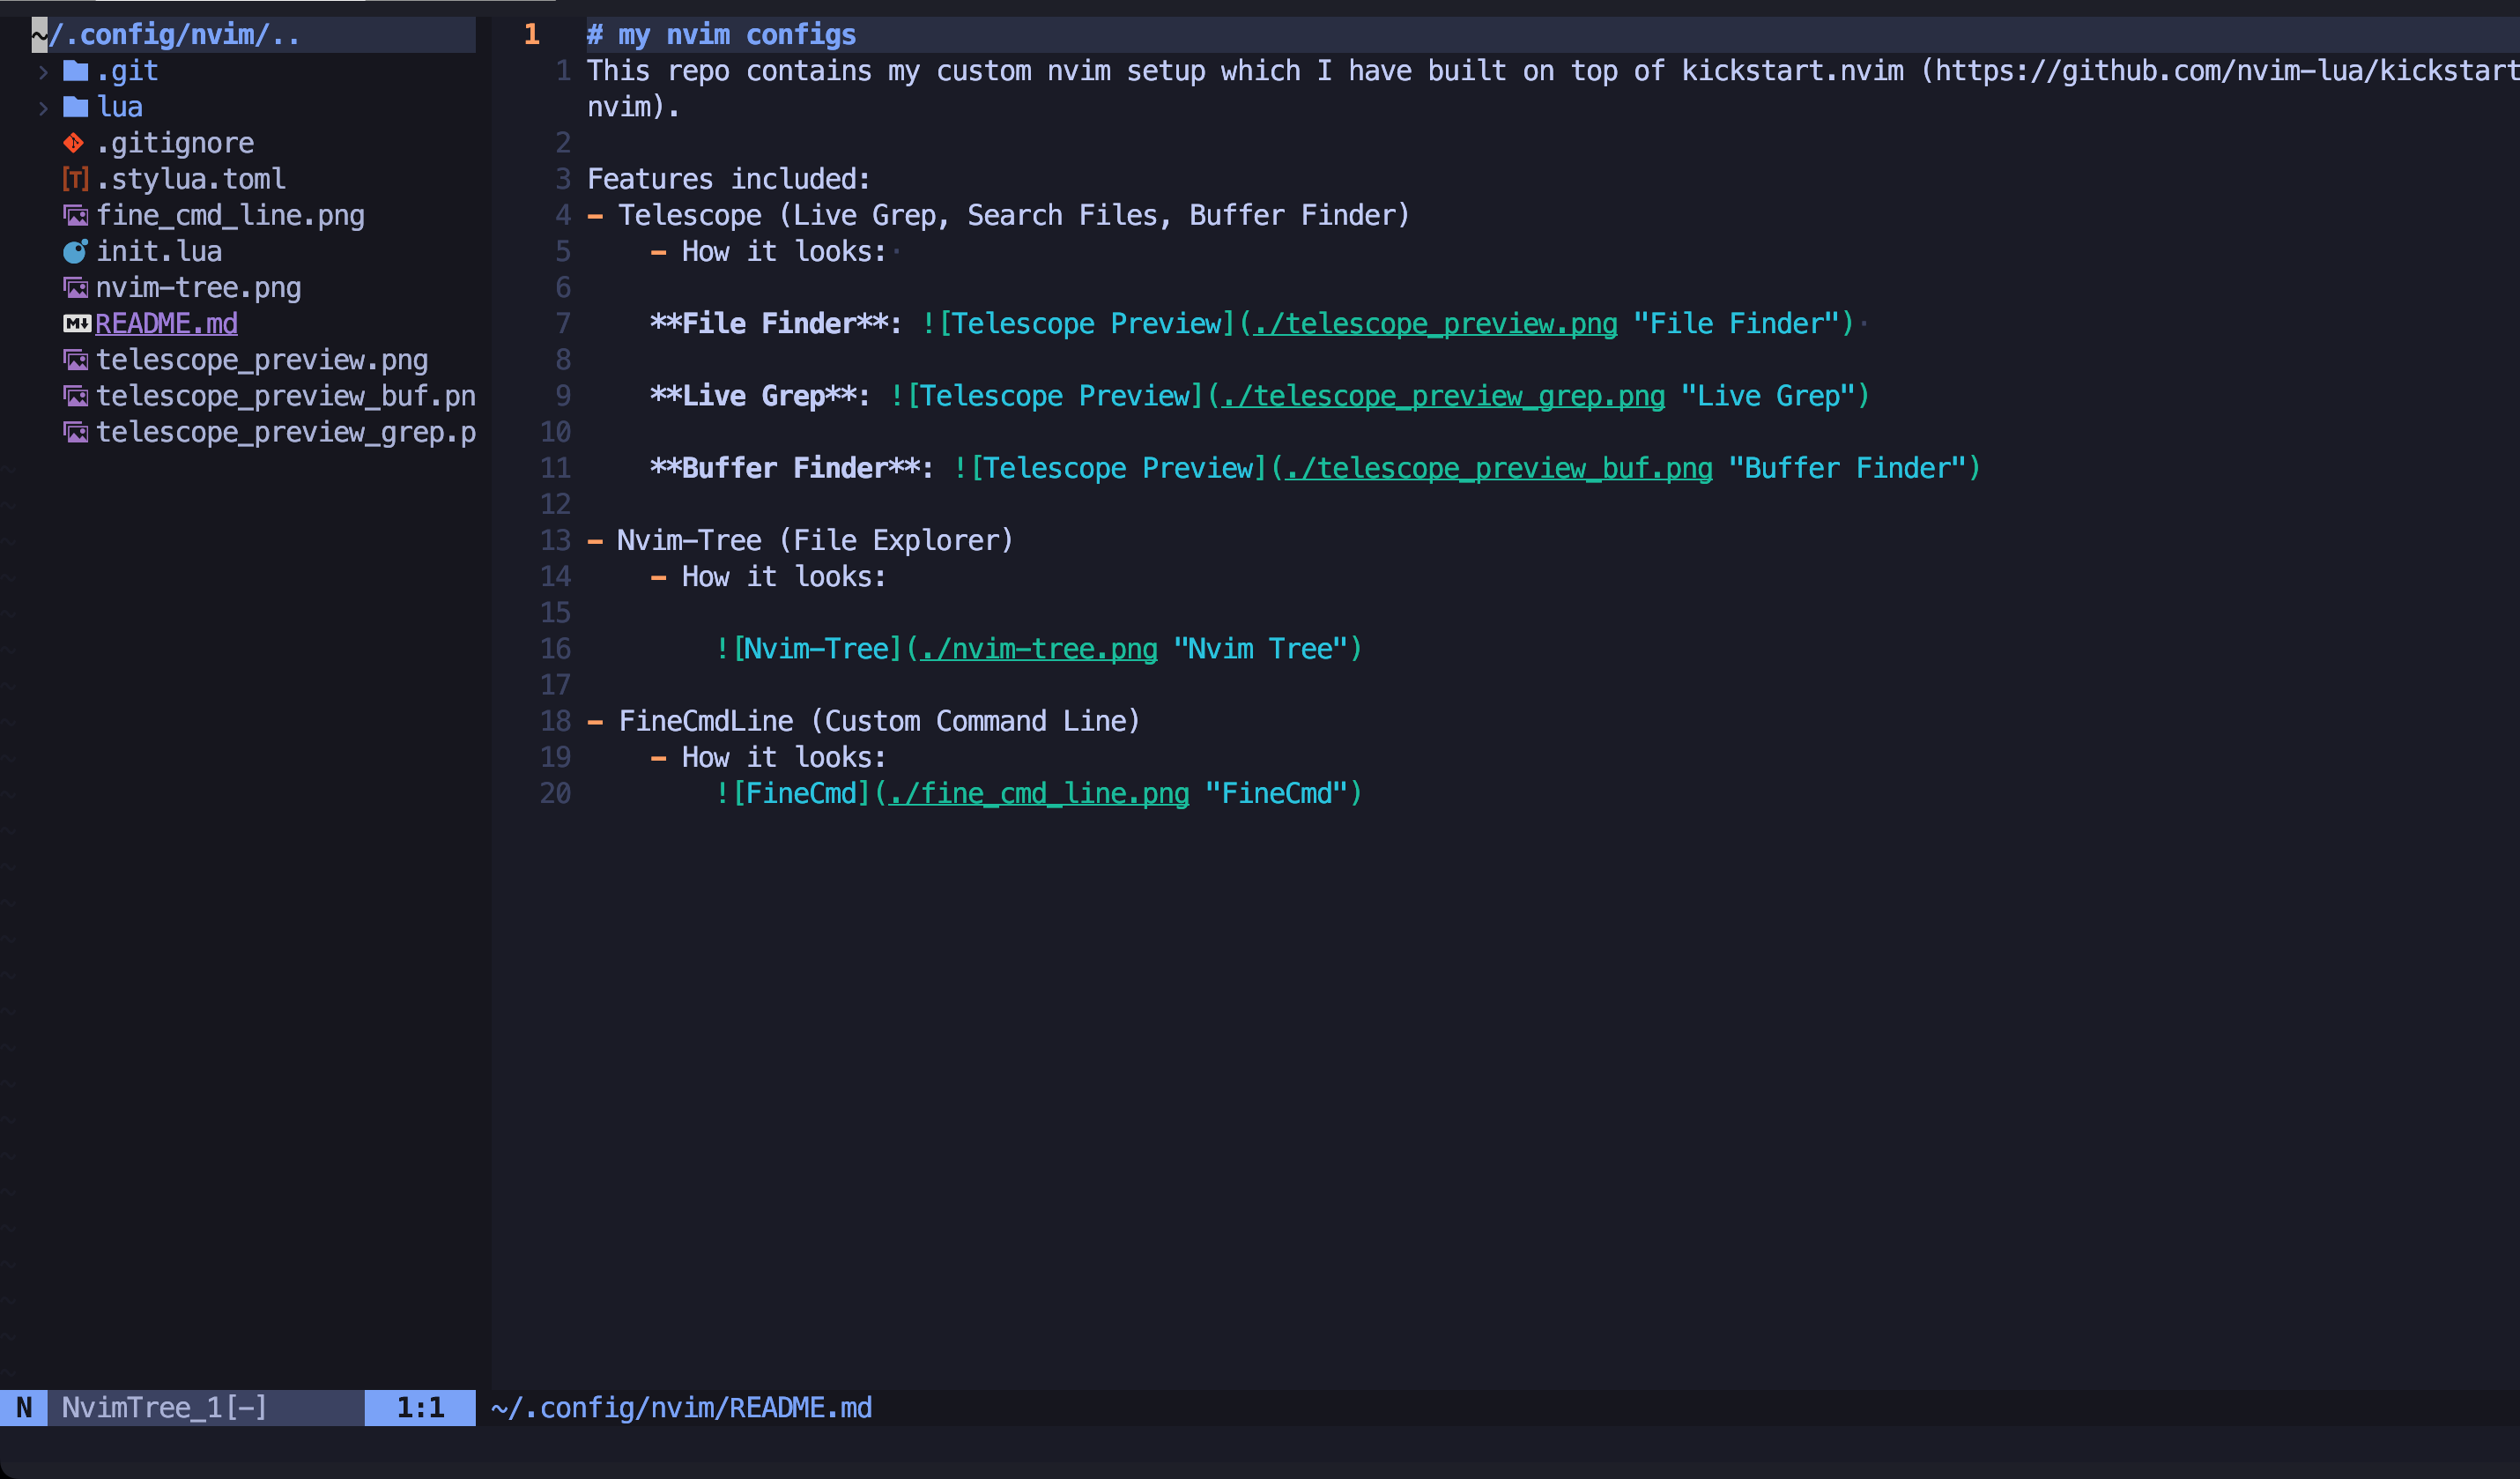 ~/.config/nvim/..
.git
lua
.gitignore
[T] .stylua.toml
fine_cmd_line.png
init.lua
nvim-tree.png
M↓ README.md
telescope_preview.png
telescope_preview_buf.pn
telescope_preview_grep.p
1 # my nvim configs
1 This repo contains my custom nvim setup which I have built on top of kickstart.nvim (https://github.com/nvim-lua/kickstart
nvim).
2
3 Features included:
4 - Telescope (Live Grep, Search Files, Buffer Finder)
5     - How it looks:·
6
7     **File Finder**: ![Telescope Preview](./telescope_preview.png "File Finder")·
8
9     **Live Grep**: ![Telescope Preview](./telescope_preview_grep.png "Live Grep")
10
11     **Buffer Finder**: ![Telescope Preview](./telescope_preview_buf.png "Buffer Finder")
12
13 - Nvim-Tree (File Explorer)
14     - How it looks:
15
16         ![Nvim-Tree](./nvim-tree.png "Nvim Tree")
17
18 - FineCmdLine (Custom Command Line)
19     - How it looks:
20         ![FineCmd](./fine_cmd_line.png "FineCmd")
N NvimTree_1[-] 1:1 ~/.config/nvim/README.md